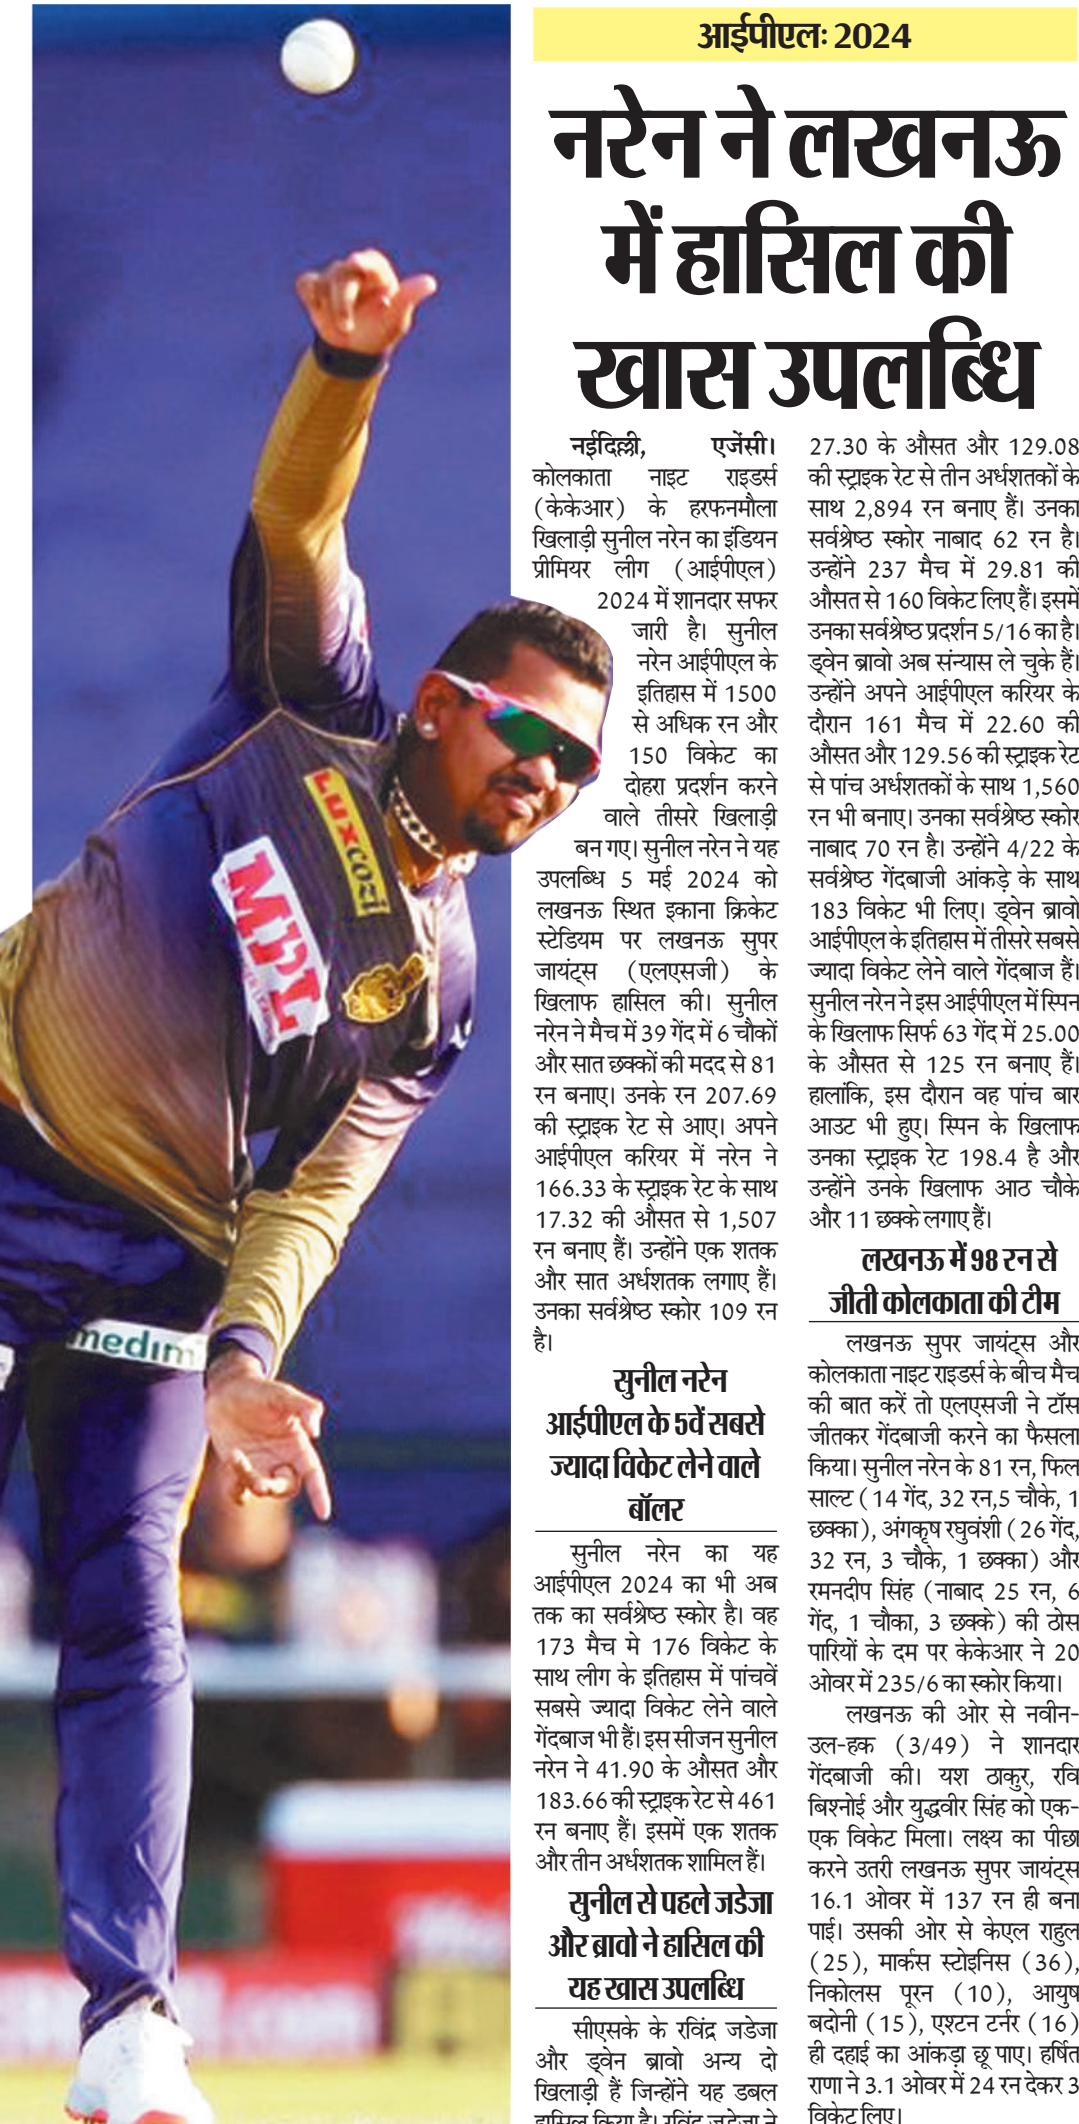 आईपीएलः 2024
नरेन ने लखनऊ
में हासिल की
खास उपलब्धि
नईदिल्ली, एजेंसी।
कोलकाता नाइट राइडर्स
(केकेआर) के हरफनमौला
खिलाड़ी सुनील नरेन का इंडियन
प्रीमियर लीग (आईपीएल)
2024 में शानदार सफर
जारी है। सुनील
नरेन आईपीएल के
इतिहास में 1500
से अधिक रन और
150 विकेट का
दोहरा प्रदर्शन करने
वाले तीसरे खिलाड़ी
बन गए। सुनील नरेन ने यह
उपलब्धि 5 मई 2024 को
लखनऊ स्थित इकाना क्रिकेट
स्टेडियम पर लखनऊ सुपर
जायंट्स (एलएसजी) के
खिलाफ हासिल की। सुनील
नरेन ने मैच में 39 गेंद में 6 चौकों
और सात छक्कों की मदद से 81
रन बनाए। उनके रन 207.69
की स्ट्राइक रेट से आए। अपने
आईपीएल करियर में नरेन ने
166.33 के स्ट्राइक रेट के साथ
17.32 की औसत से 1,507
रन बनाए हैं। उन्होंने एक शतक
और सात अर्धशतक लगाए हैं।
उनका सर्वश्रेष्ठ स्कोर 109 रन
है।
सुनील नरेन
आईपीएल के 5वें सबसे
ज्यादा विकेट लेने वाले
बॉलर
सुनील नरेन का यह
आईपीएल 2024 का भी अब
तक का सर्वश्रेष्ठ स्कोर है। वह
173 मैच मे 176 विकेट के
साथ लीग के इतिहास में पांचवें
सबसे ज्यादा विकेट लेने वाले
गेंदबाज भी हैं। इस सीजन सुनील
नरेन ने 41.90 के औसत और
183.66 की स्ट्राइक रेट से 461
रन बनाए हैं। इसमें एक शतक
और तीन अर्धशतक शामिल हैं।
सुनील से पहले जडेजा
और ब्रावो ने हासिल की
यह खास उपलब्धि
सीएसके के रविंद्र जडेजा
और ड्वेन ब्रावो अन्य दो
खिलाड़ी हैं जिन्होंने यह डबल
हासिल किया है। रविंद्र जडेजा ने
27.30 के औसत और 129.08
की स्ट्राइक रेट से तीन अर्धशतकों के
साथ 2,894 रन बनाए हैं। उनका
सर्वश्रेष्ठ स्कोर नाबाद 62 रन है।
उन्होंने 237 मैच में 29.81 की
औसत से 160 विकेट लिए हैं। इसमें
उनका सर्वश्रेष्ठ प्रदर्शन 5/16 का है।
ड्वेन ब्रावो अब संन्यास ले चुके हैं।
उन्होंने अपने आईपीएल करियर के
दौरान 161 मैच में 22.60 की
औसत और 129.56 की स्ट्राइक रेट
से पांच अर्धशतकों के साथ 1,560
रन भी बनाए। उनका सर्वश्रेष्ठ स्कोर
नाबाद 70 रन है। उन्होंने 4/22 के
सर्वश्रेष्ठ गेंदबाजी आंकड़े के साथ
183 विकेट भी लिए। ड्वेन ब्रावो
आईपीएल के इतिहास में तीसरे सबसे
ज्यादा विकेट लेने वाले गेंदबाज हैं।
सुनील नरेन ने इस आईपीएल में स्पिन
के खिलाफ सिर्फ 63 गेंद में 25.00
के औसत से 125 रन बनाए हैं।
हालांकि, इस दौरान वह पांच बार
आउट भी हुए। स्पिन के खिलाफ
उनका स्ट्राइक रेट 198.4 है और
उन्होंने उनके खिलाफ आठ चौके
और 11 छक्के लगाए हैं।
लखनऊ में 98 रन से
जीती कोलकाता की टीम
लखनऊ सुपर जायंट्स और
कोलकाता नाइट राइडर्स के बीच मैच
की बात करें तो एलएसजी ने टॉस
जीतकर गेंदबाजी करने का फैसला
किया। सुनील नरेन के 81 रन, फिल
साल्ट (14 गेंद, 32 रन,5 चौके, 1
छक्का), अंगकृष रघुवंशी (26 गेंद,
32 रन, 3 चौके, 1 छक्का) और
रमनदीप सिंह (नाबाद 25 रन, 6
गेंद, 1 चौका, 3 छक्के) की ठोस
पारियों के दम पर केकेआर ने 20
ओवर में 235/6 का स्कोर किया।
लखनऊ की ओर से नवीन-
उल-हक (3/49) ने शानदार
गेंदबाजी की। यश ठाकुर, रवि
बिश्नोई और युद्धवीर सिंह को एक-
एक विकेट मिला। लक्ष्य का पीछा
करने उतरी लखनऊ सुपर जायंट्स
16.1 ओवर में 137 रन ही बना
पाई। उसकी ओर से केएल राहुल
(25), मार्कस स्टोइनिस (36),
निकोलस पूरन (10), आयुष
बदोनी (15), एश्टन टर्नर (16)
ही दहाई का आंकड़ा छू पाए। हर्षित
राणा ने 3.1 ओवर में 24 रन देकर 3
विकेट लिए।
LUX cozi
MPL
medim